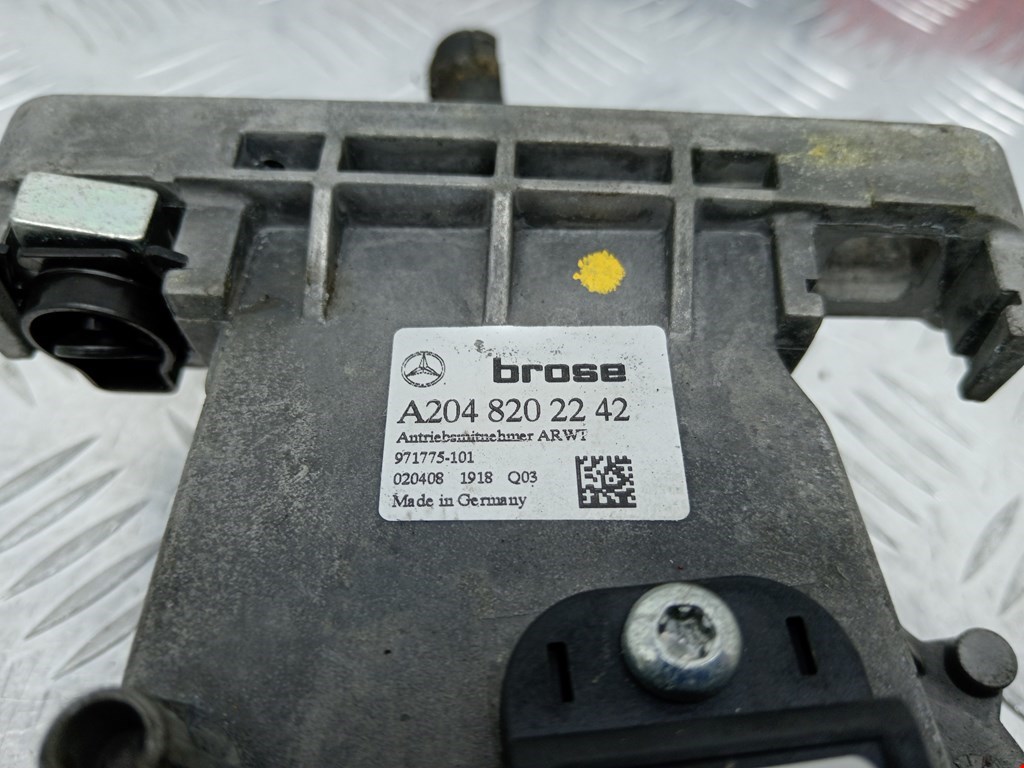 brose
A204 820 22 42
Antriebsmitnehmer ARWT
971775-101
020408 1918 Q03
Made in Germany